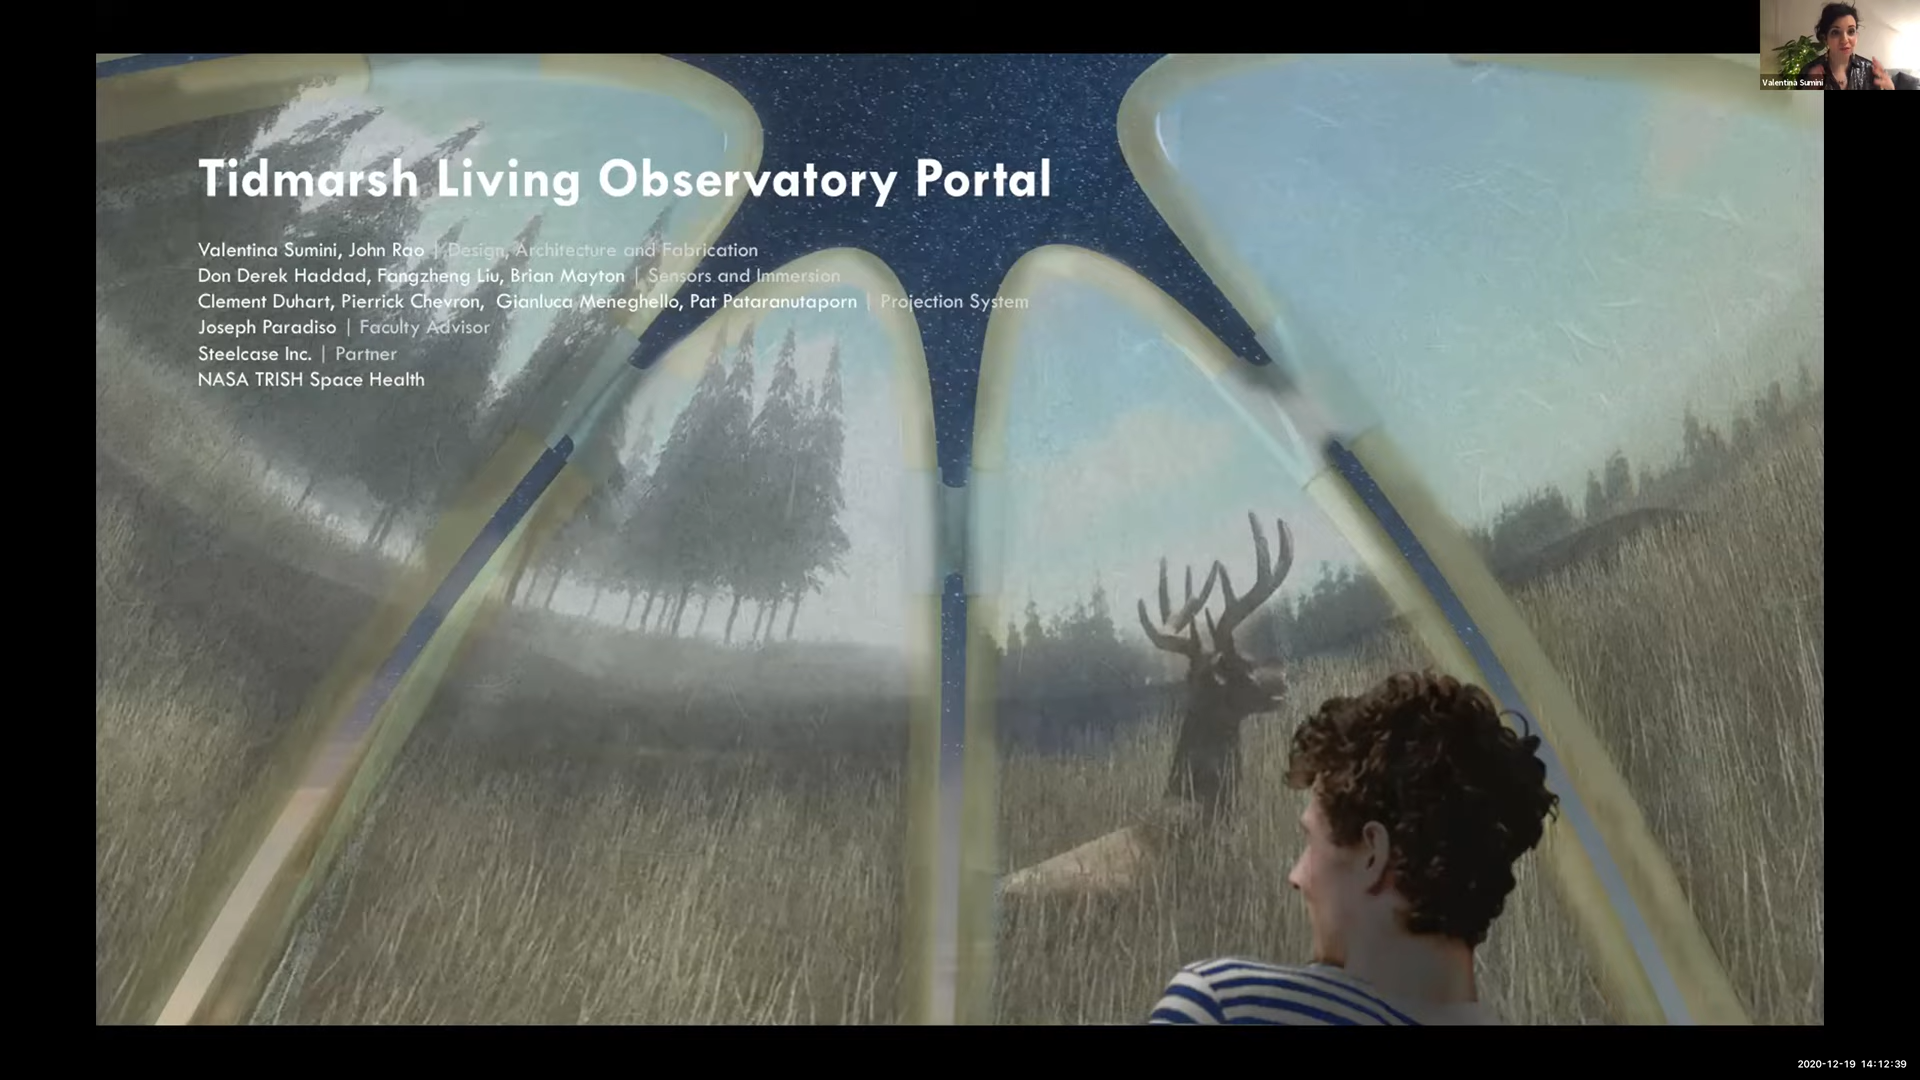 Valentina Sumini
Tidmarsh Living Observatory Portal
Valentina Sumini, John Rao | Design, Architecture and Fabrication
Don Derek Haddad, Fangzheng Liu, Brian Mayton | Sensors and Immersion
Clement Duhart, Pierrick Chevron, Gianluca Meneghello, Pat Pataranutaporn | Projection System
Joseph Paradiso | Faculty Advisor
Steelcase Inc. | Partner
NASA TRISH Space Health
2020-12-19 14:12:39